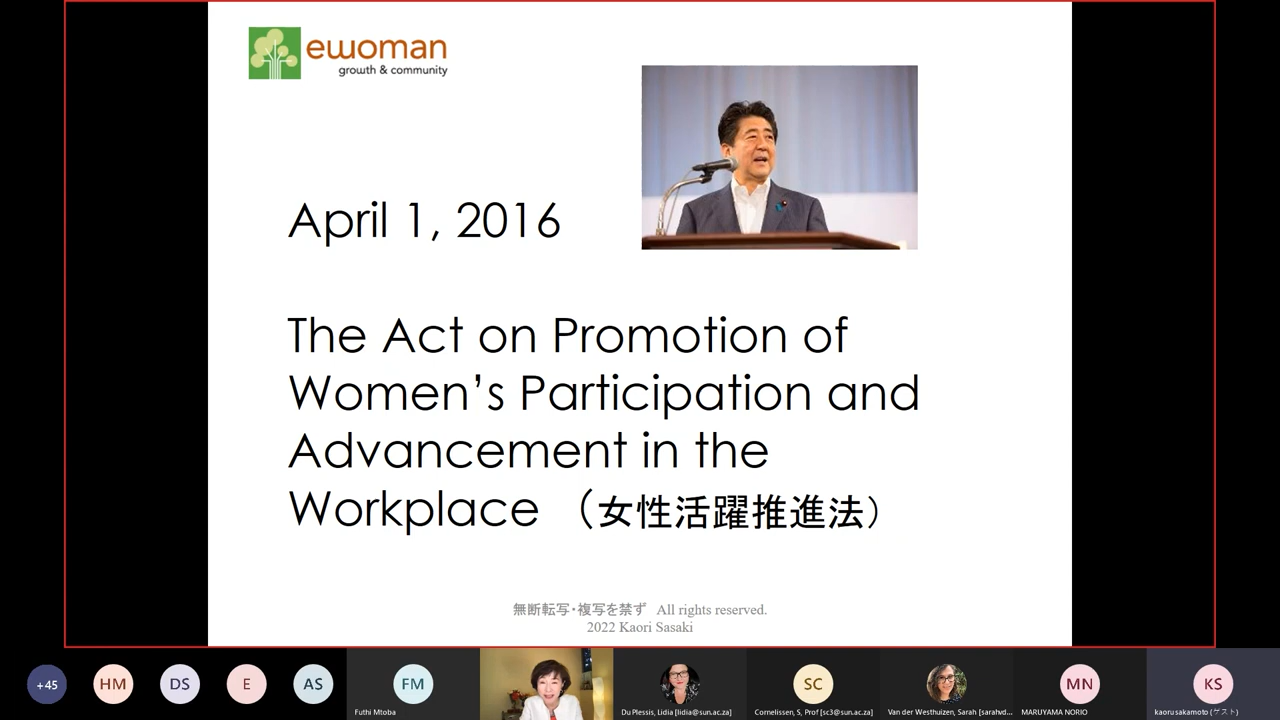 ewoman
growth & community
April 1, 2016
The Act on Promotion of
Women's Participation and
Advancement in the
Workplace （女性活躍推進法）
無断転写・複写を禁ず All rights reserved.
2022 Kaori Sasaki
+45
HM
DS
E
AS
FM
Futhi Mtoba
Du Plessis, Lidia [lidia@sun.ac.za]
SC
Cornelissen, S, Prof [sc3@sun.ac.za]
Van der Westhuizen, Sarah [sarahvd...
MN
MARUYAMA NORIO
KS
kaoru sakamoto (ゲスト)